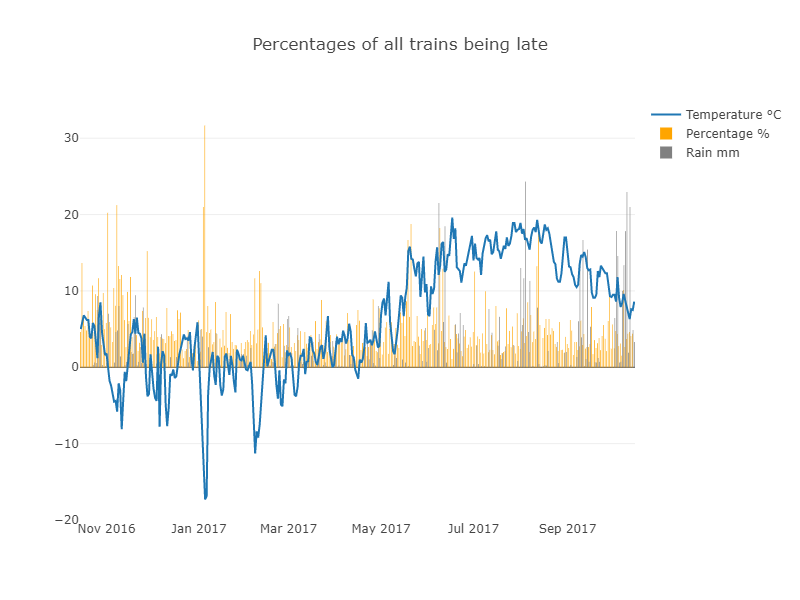 Percentages of all trains being late
Temperature °C
Percentage %
Rain mm
30
20
10
0
−10
−20
Nov 2016
Jan 2017
Mar 2017
May 2017
Jul 2017
Sep 2017